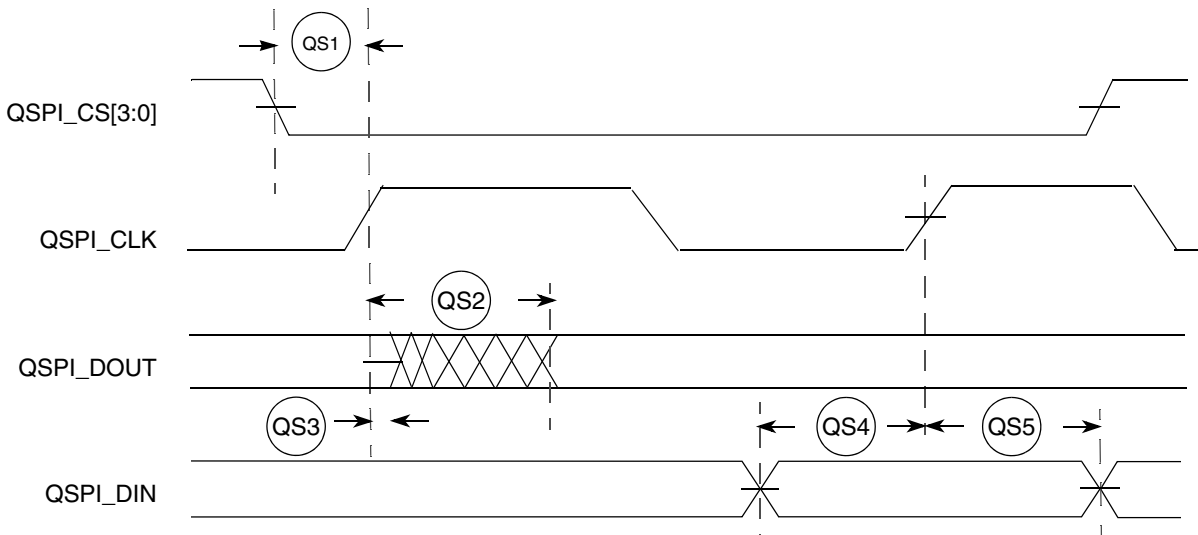 QS1
QSPI_CS[3:0]
QSPI_CLK
QS2
QSPI_DOUT
QS3
QS4
QS5
QSPI_DIN